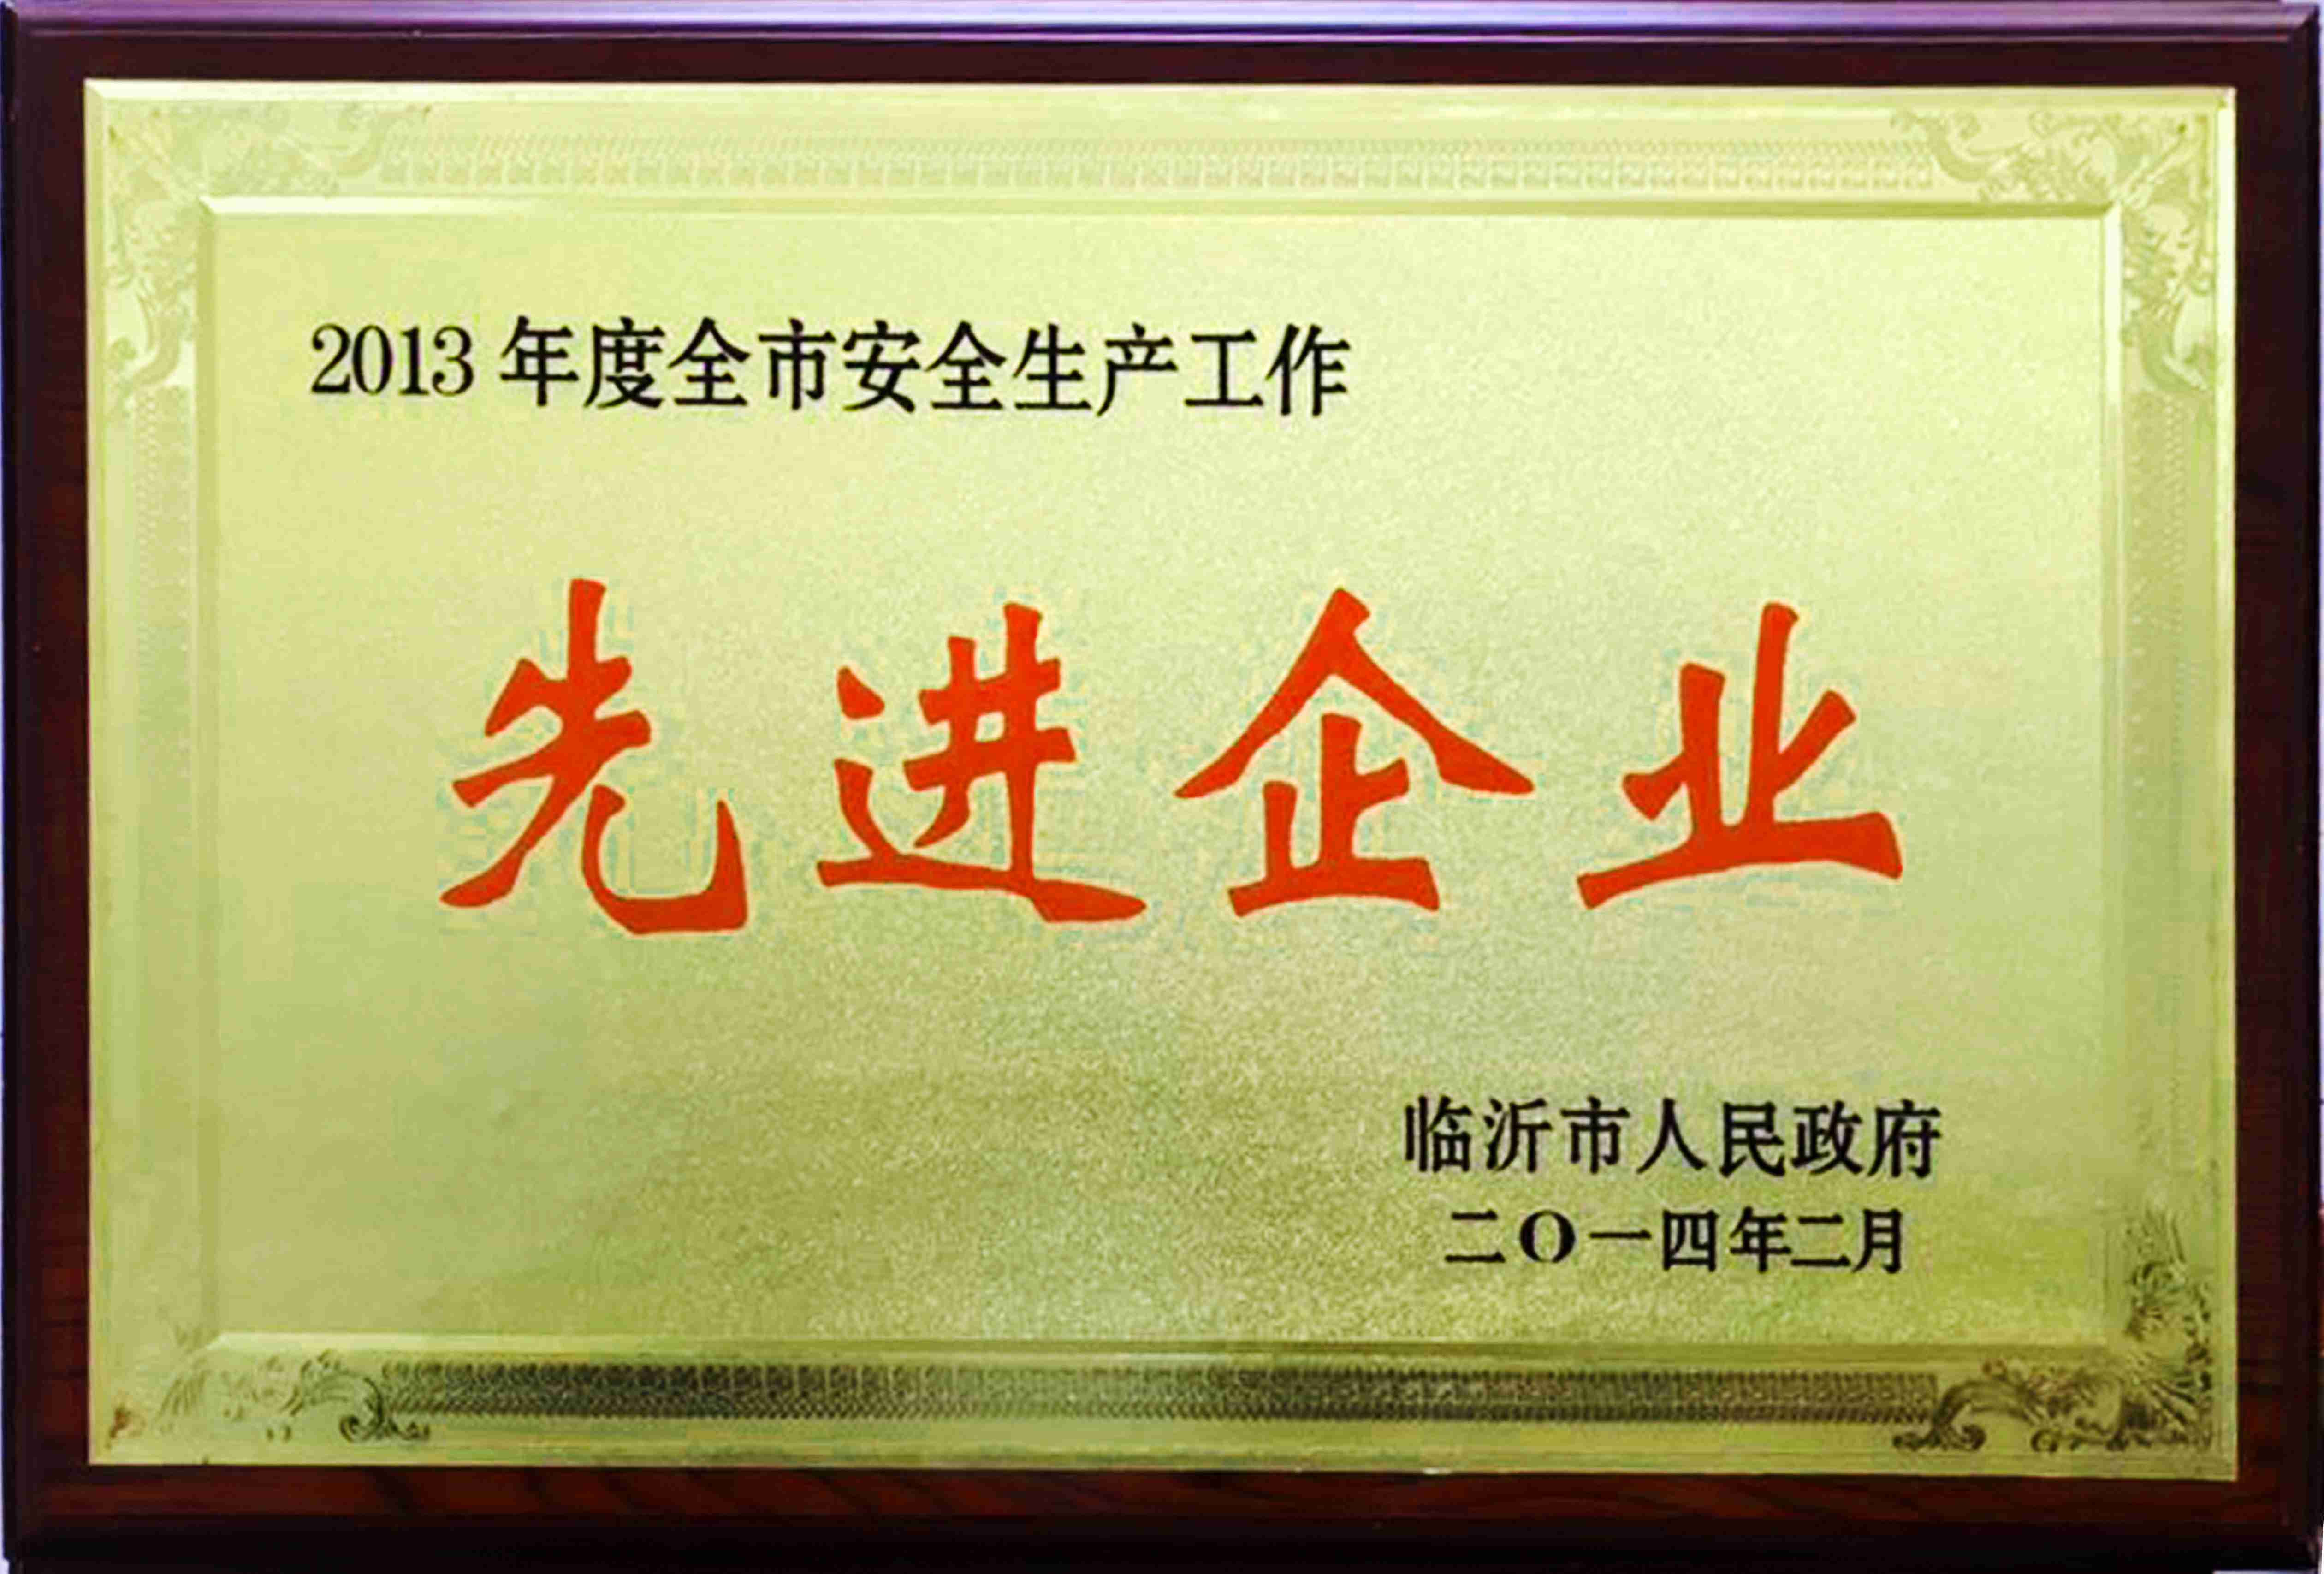 2013年度全市安全生产工作
先进企业
临沂市人民政府
二〇一四年二月